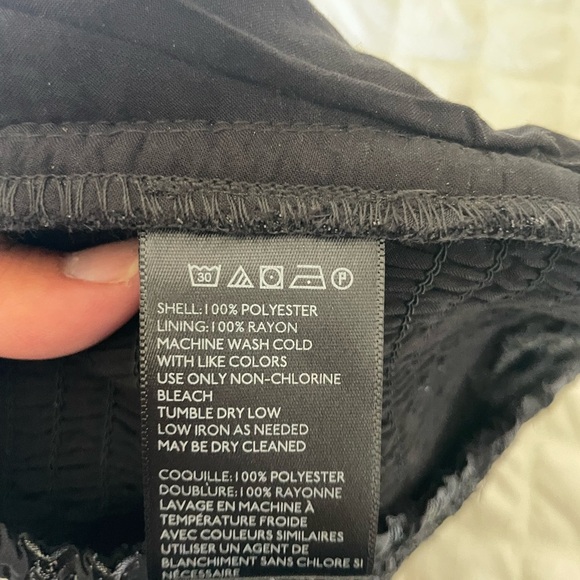 30 P
SHELL:100% POLYESTER
LINING:100% RAYON
MACHINE WASH COLD
WITH LIKE COLORS
USE ONLY NON-CHLORINE
BLEACH
TUMBLE DRY LOW
LOW IRON AS NEEDED
MAY BE DRY CLEANED
COQUILLE:100% POLYESTER
DOUBLURE:100% RAYONNE
LAVAGE EN MACHINE À
TEMPÉRATURE FROIDE
AVEC COULEURS SIMILAIRES
UTILISER UN AGENT DE
BLANCHIMENT SANS CHLORE SI
NÉCESSAIRE